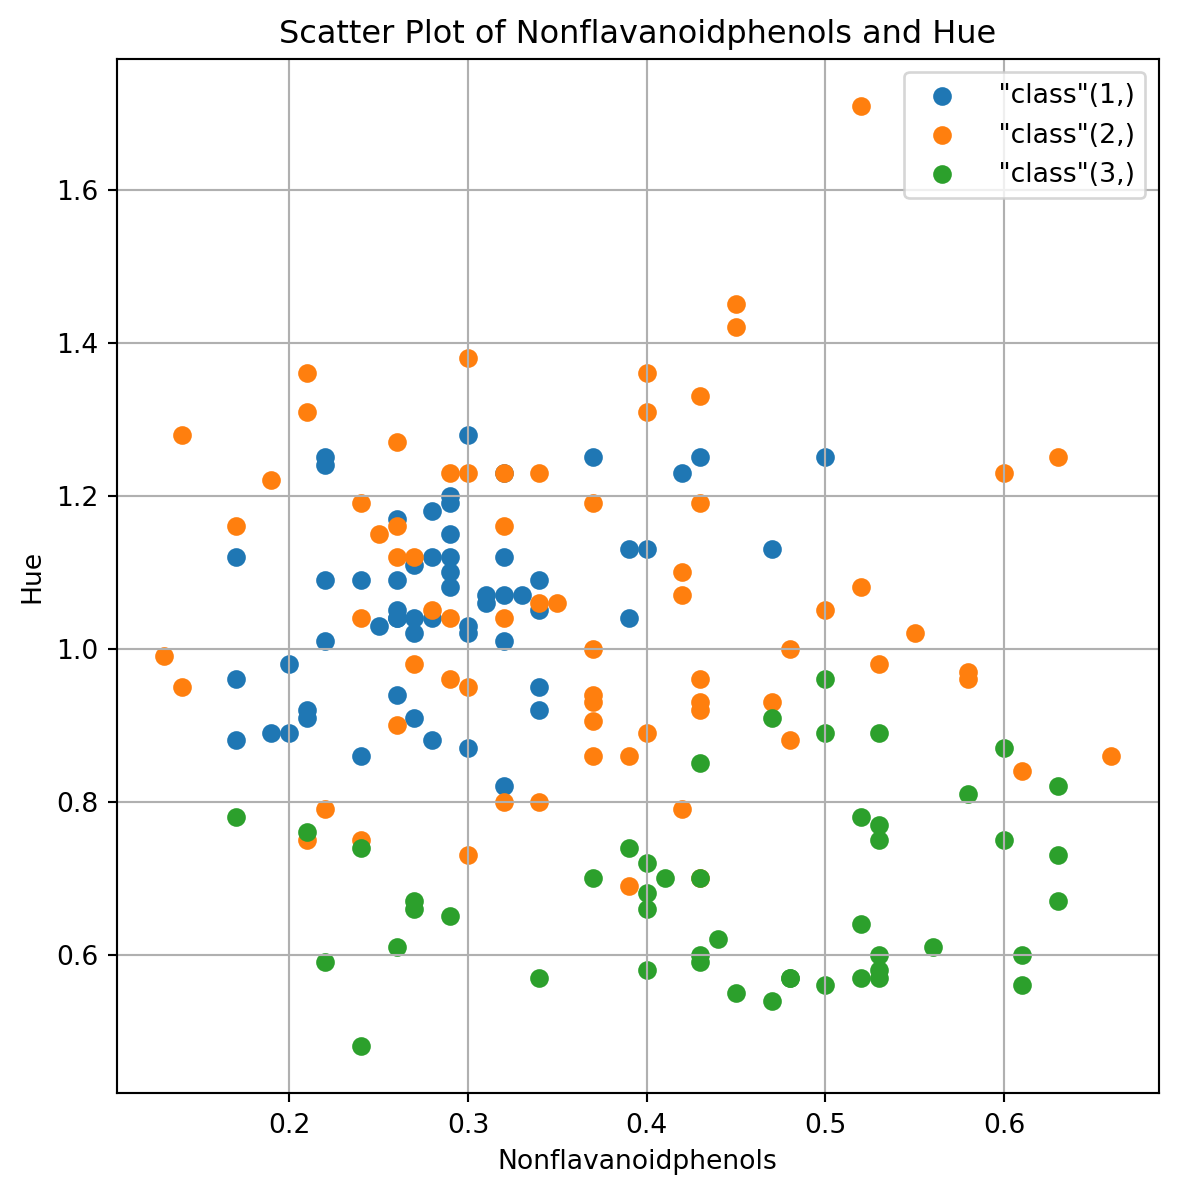 Scatter Plot of Nonflavanoidphenols and Hue
"class"(1,)
"class"(2,)
"class"(3,)
1.6
1.4
1.2
1.0
0.8
0.6
Hue
0.2 0.3 0.4 0.5 0.6
Nonflavanoidphenols